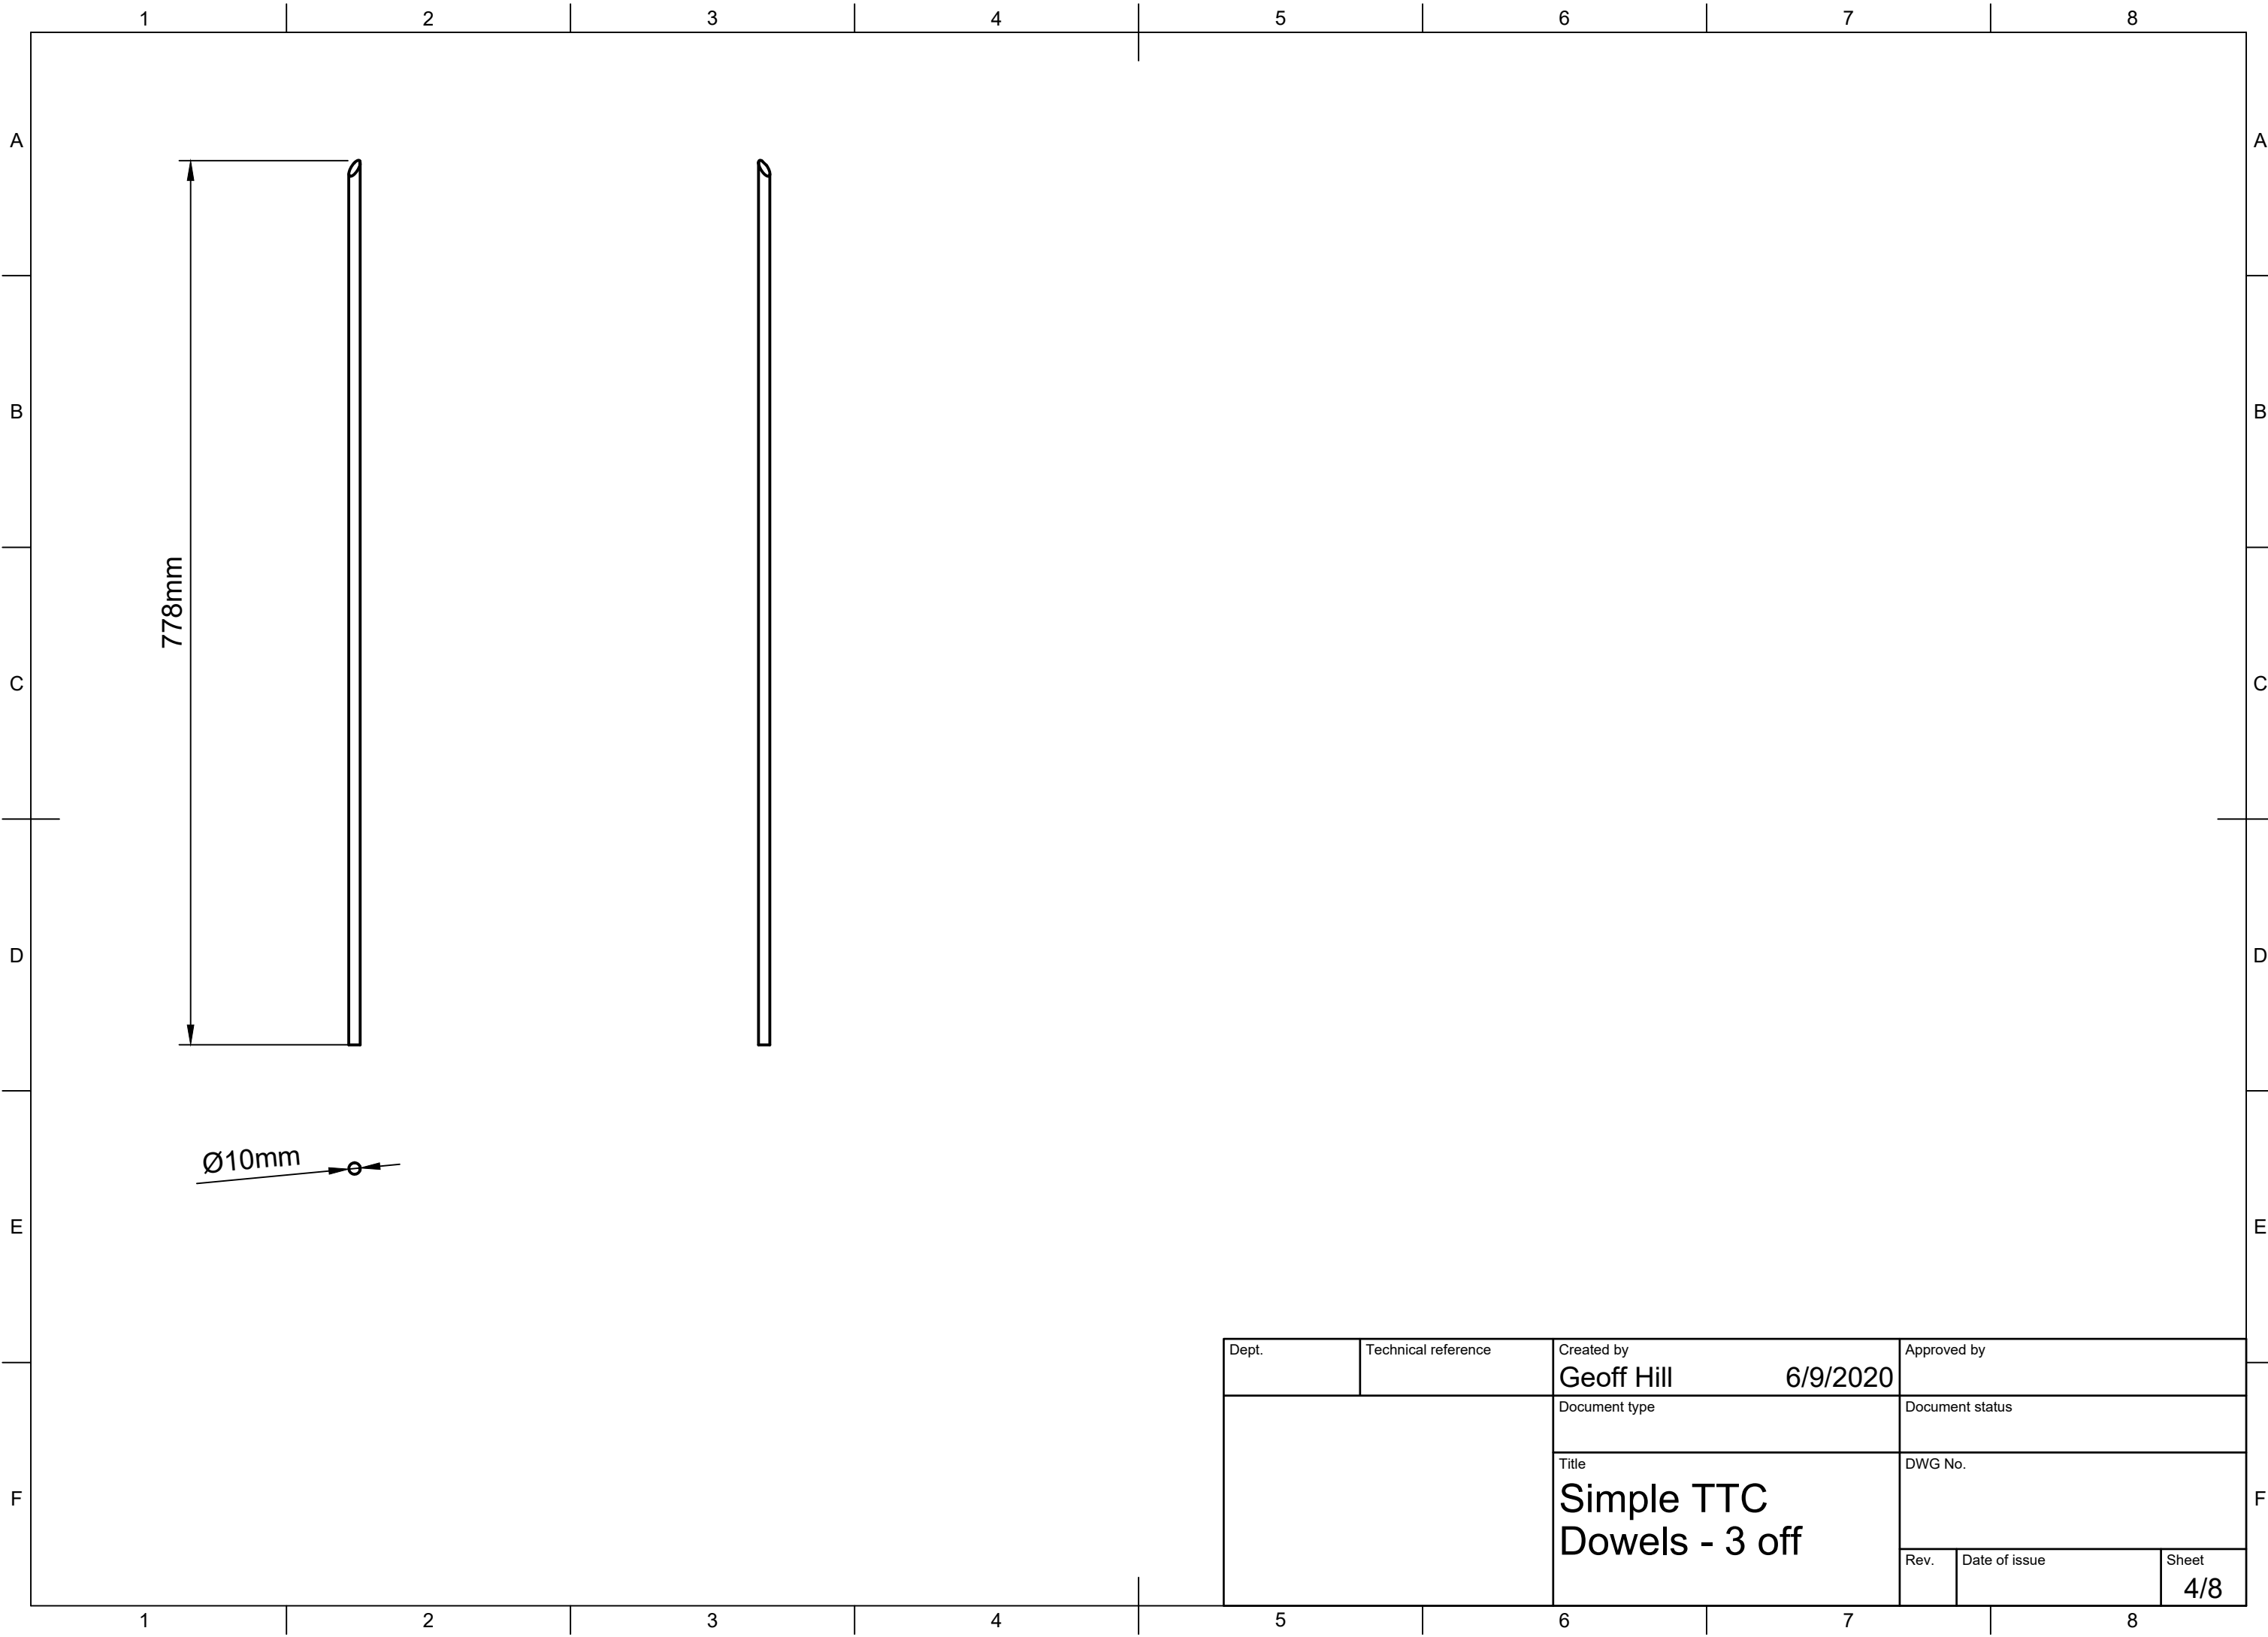 1 2 3 4 5 6 7 8
A A
B B
778mm
C C
D D
Ø10mm
E E
Dept. Technical reference Created by Approved by
Geoff Hill 6/9/2020
Document type Document status
Title DWG No.
F F
Simple TTC
Dowels - 3 off
Rev. Date of issue Sheet
4/8
1 2 3 4 5 6 7 8